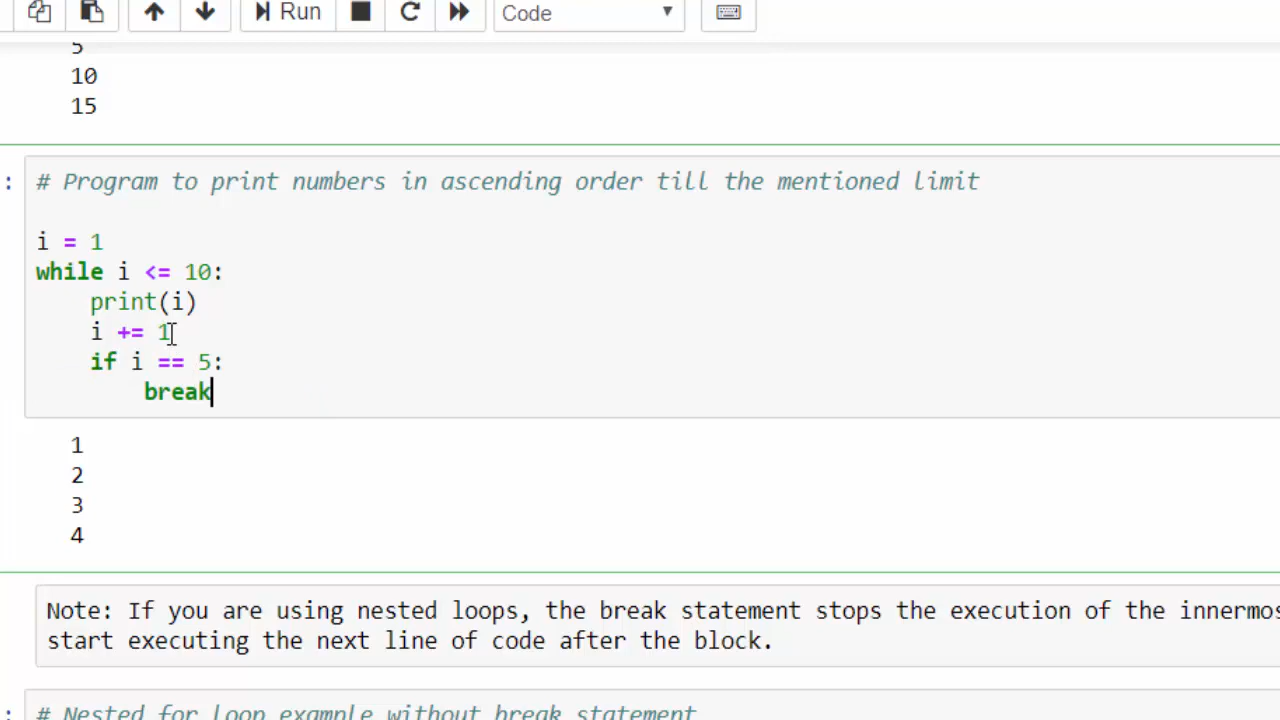 Run
Code
5
10
15
:
# Program to print numbers in ascending order till the mentioned limit
i = 1
while i <= 10:
    print(i)
    i += 1
    if i == 5:
        break
1
2
3
4
Note: If you are using nested loops, the break statement stops the execution of the
start executing the next line of code after the block.
:
# Nested for loop example without break statement